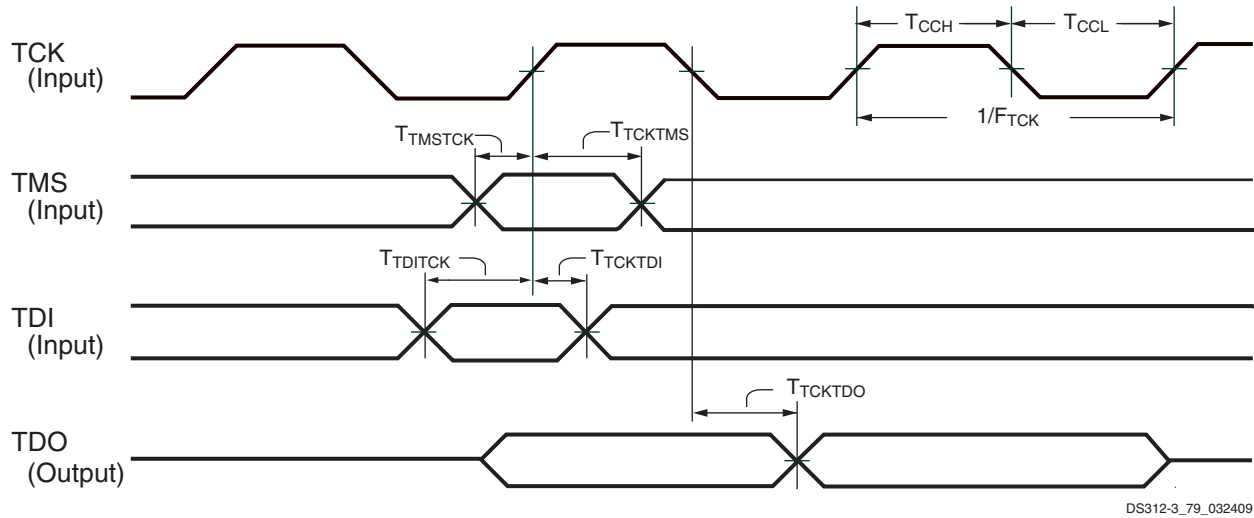 TCK
(Input)
TCCH
TCCL
1/FTCK
TTMSTCK
TTCKTMS
TMS
(Input)
TTDITCK
TTCKTDI
TDI
(Input)
TTCKTDO
TDO
(Output)
DS312-3_79_032409